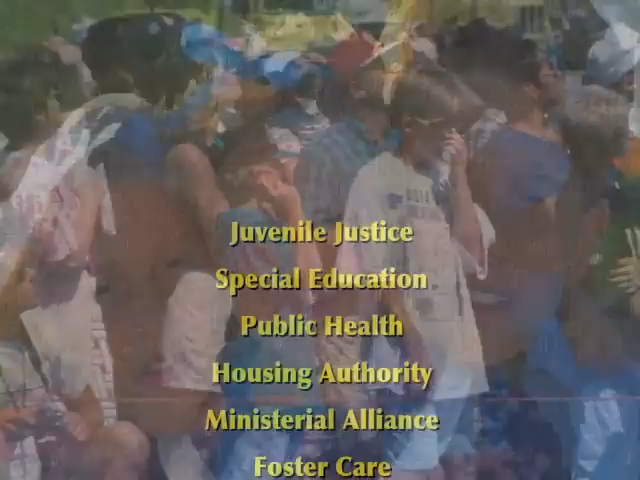 Juvenile Justice
Special Education
Public Health
Housing Authority
Ministerial Alliance
Foster Care